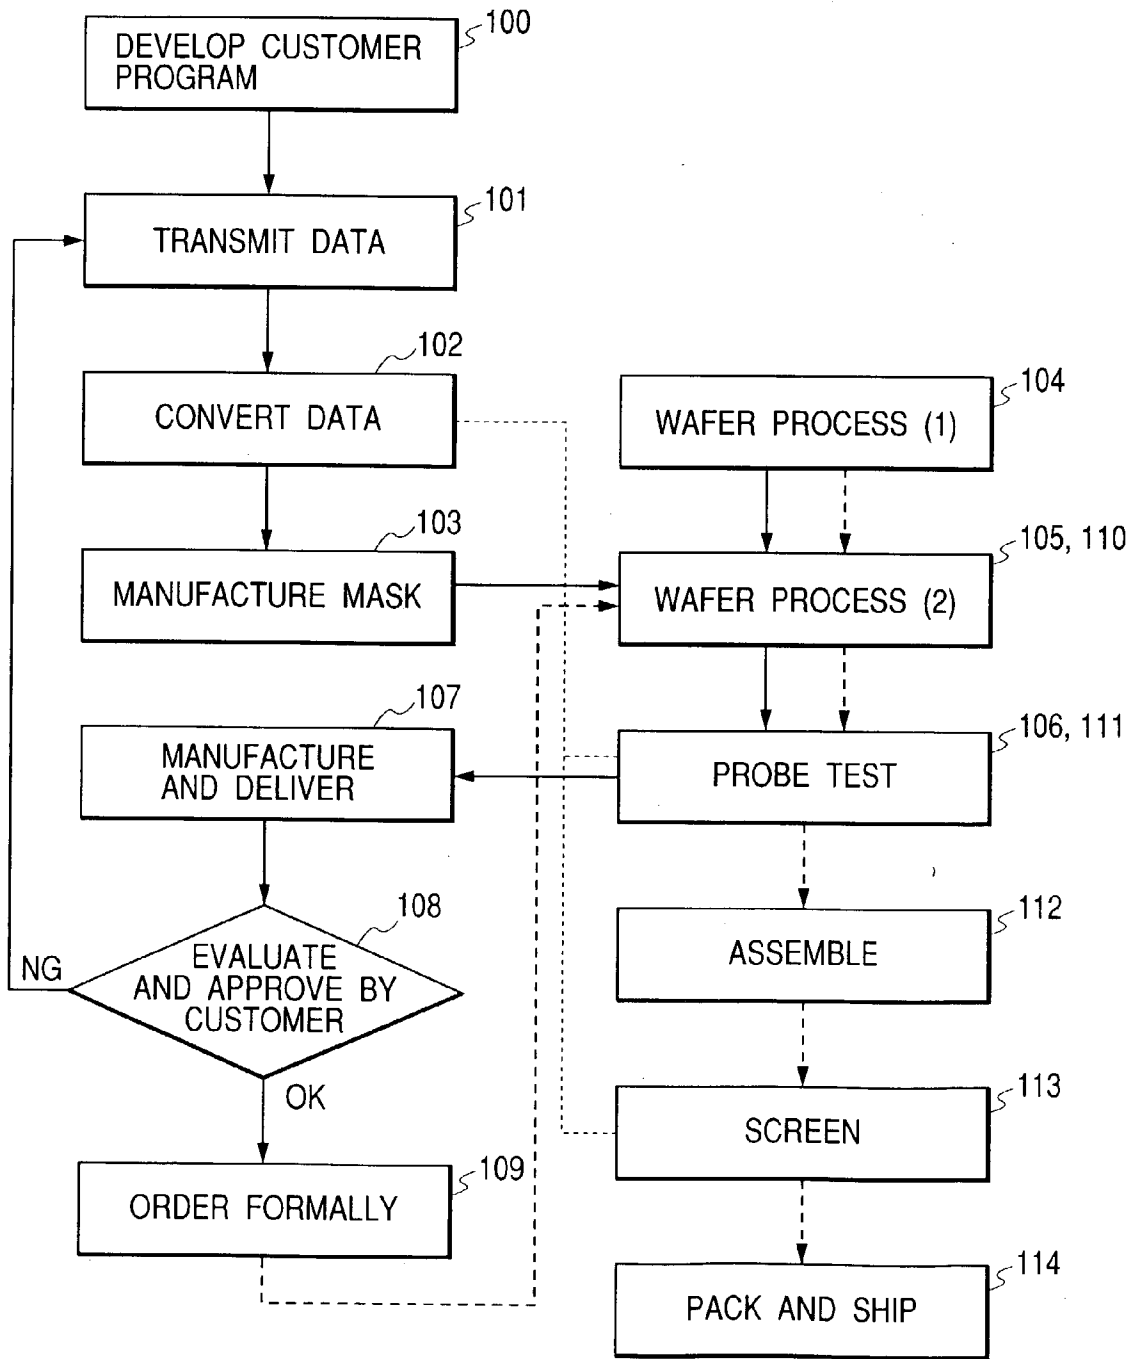 100
DEVELOP CUSTOMER
PROGRAM
101
TRANSMIT DATA
102
CONVERT DATA
103
MANUFACTURE MASK
104
WAFER PROCESS (1)
105, 110
WAFER PROCESS (2)
106, 111
PROBE TEST
107
MANUFACTURE
AND DELIVER
108
EVALUATE
AND APPROVE BY
CUSTOMER
NG
OK
109
ORDER FORMALLY
112
ASSEMBLE
113
SCREEN
114
PACK AND SHIP